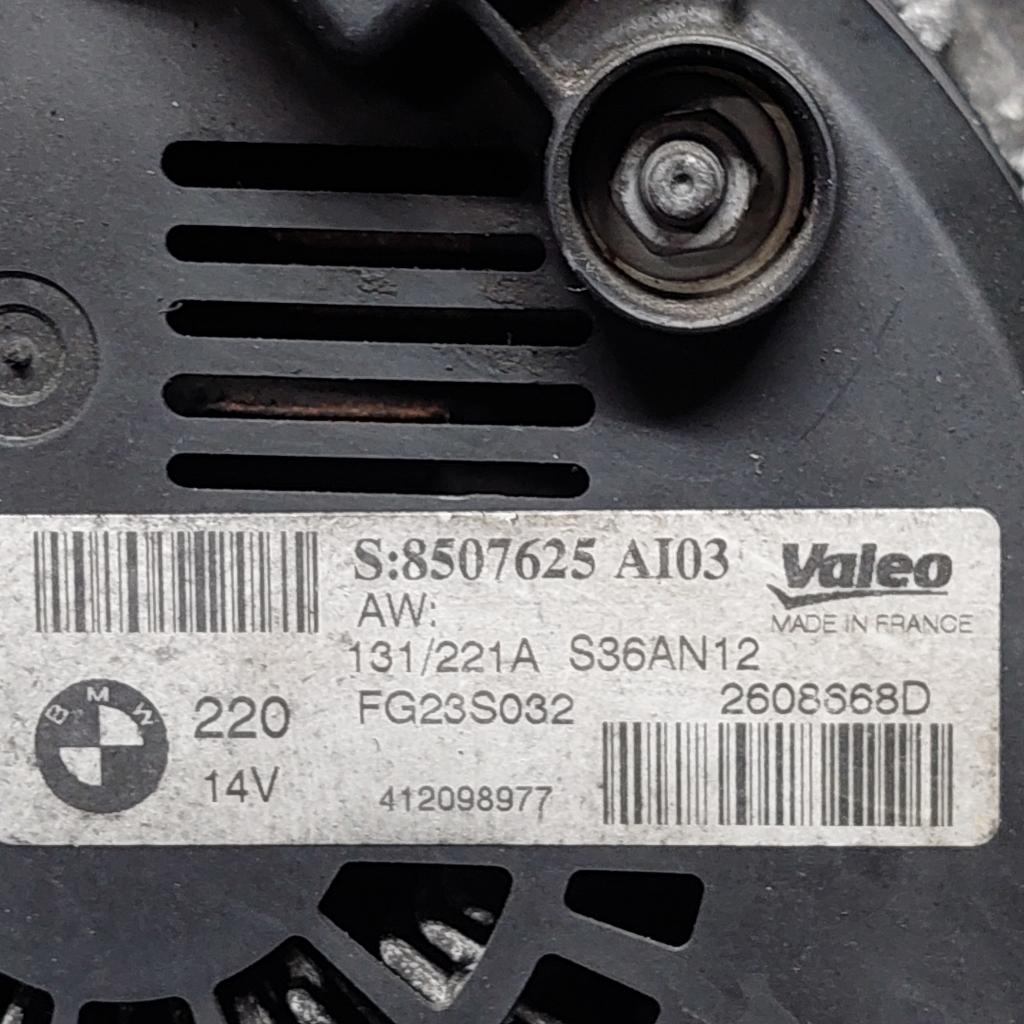 S:8507625 AI03
Valeo
MADE IN FRANCE
AW:
131/221A S36AN12
BMW
220
FG23S032
2608668D
14V
412098977